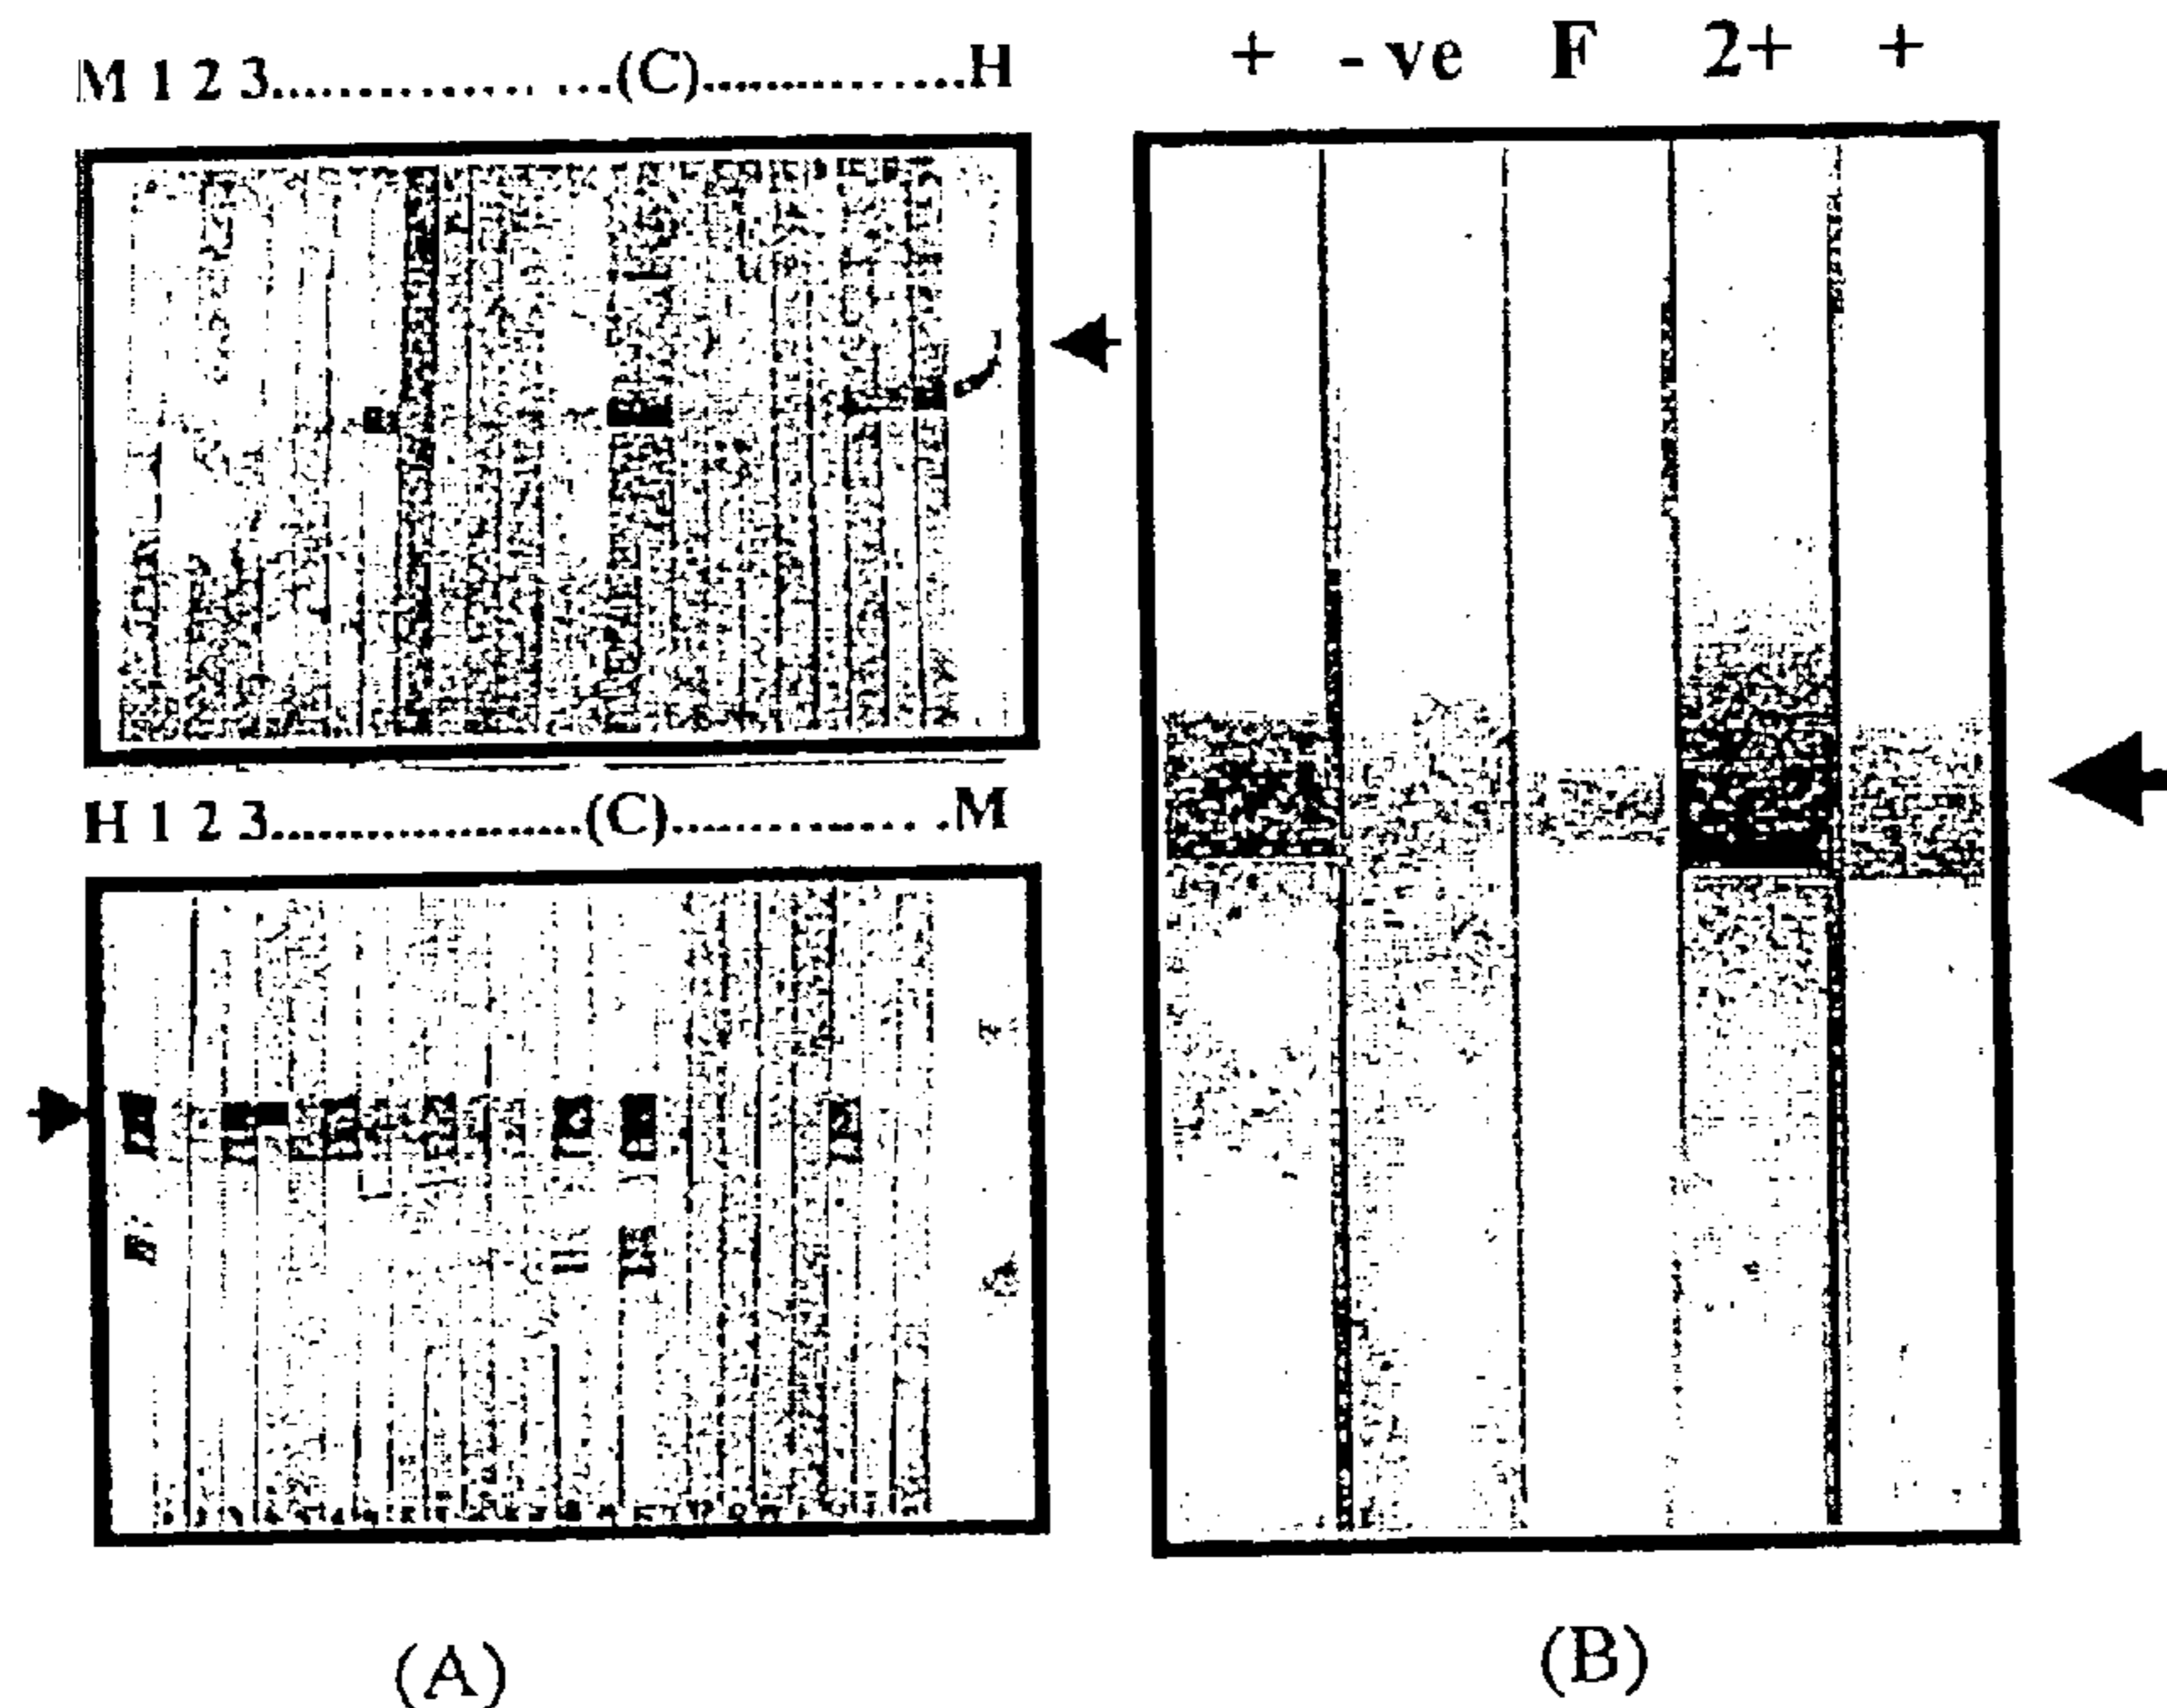 M 1 2 3................ ...(C)................H
+ - ve F 2+ +
H 1 2 3.....................(C)................ .M
(A)
(B)